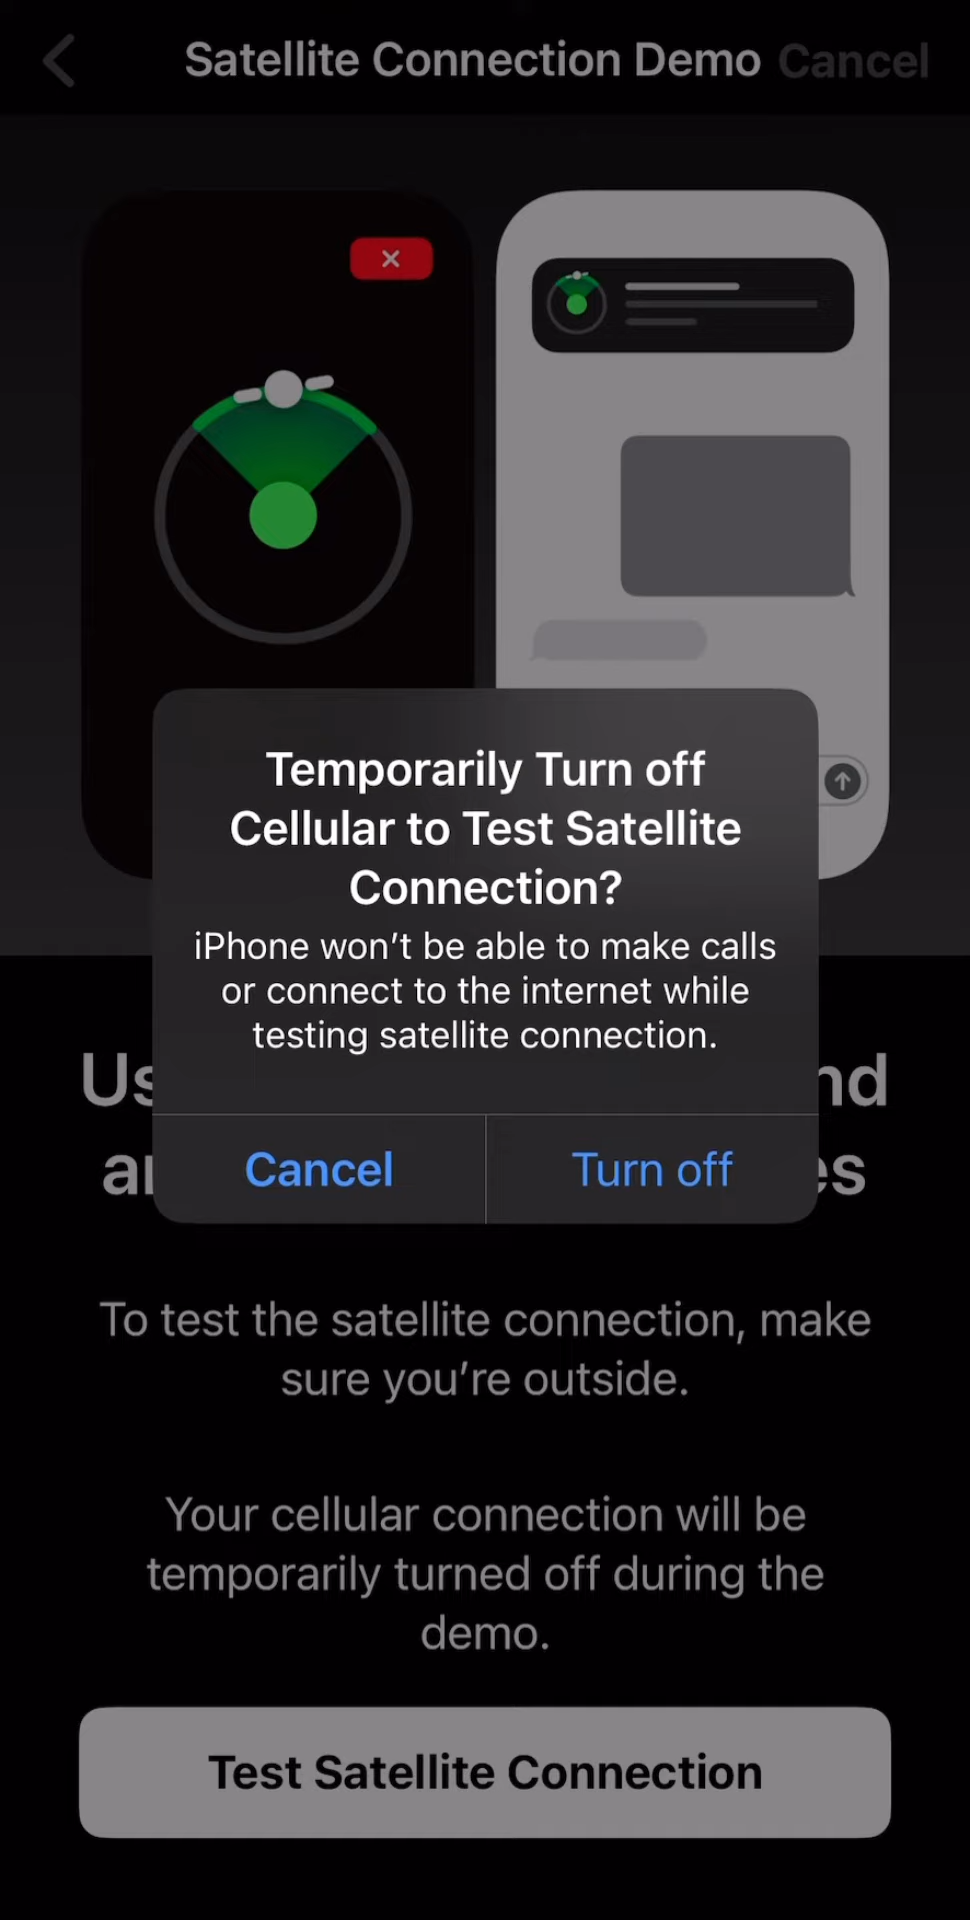 Satellite Connection Demo Cancel
Temporarily Turn off
Cellular to Test Satellite
Connection?
iPhone won't be able to make calls
or connect to the internet while
testing satellite connection.
Cancel Turn off
To test the satellite connection, make
sure you're outside.
Your cellular connection will be
temporarily turned off during the
demo.
Test Satellite Connection